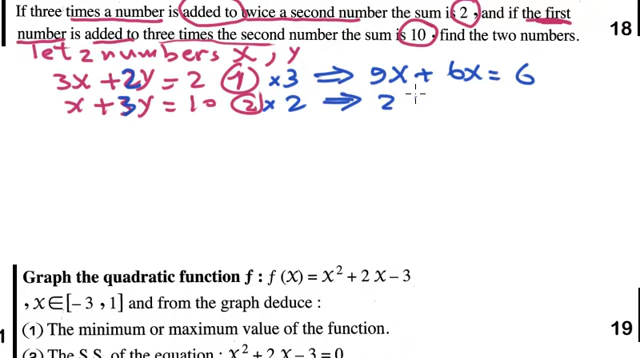 If three times a number is added to twice a second number the sum is 2 , and if the first
number is added to three times the second number the sum is 10 , find the two numbers.
18
let 2 numbers x , y
3x + 2y = 2 (1) ×3 ⇒ 9x + 6x = 6
x + 3y = 10 (2) × 2 ⇒ 2
Graph the quadratic function f : f (X) = X² + 2 X − 3
, X ∈ [− 3 , 1] and from the graph deduce :
19
1
(1) The minimum or maximum value of the function.
(2) The S.S. of the equation : X² + 2 X − 3 = 0